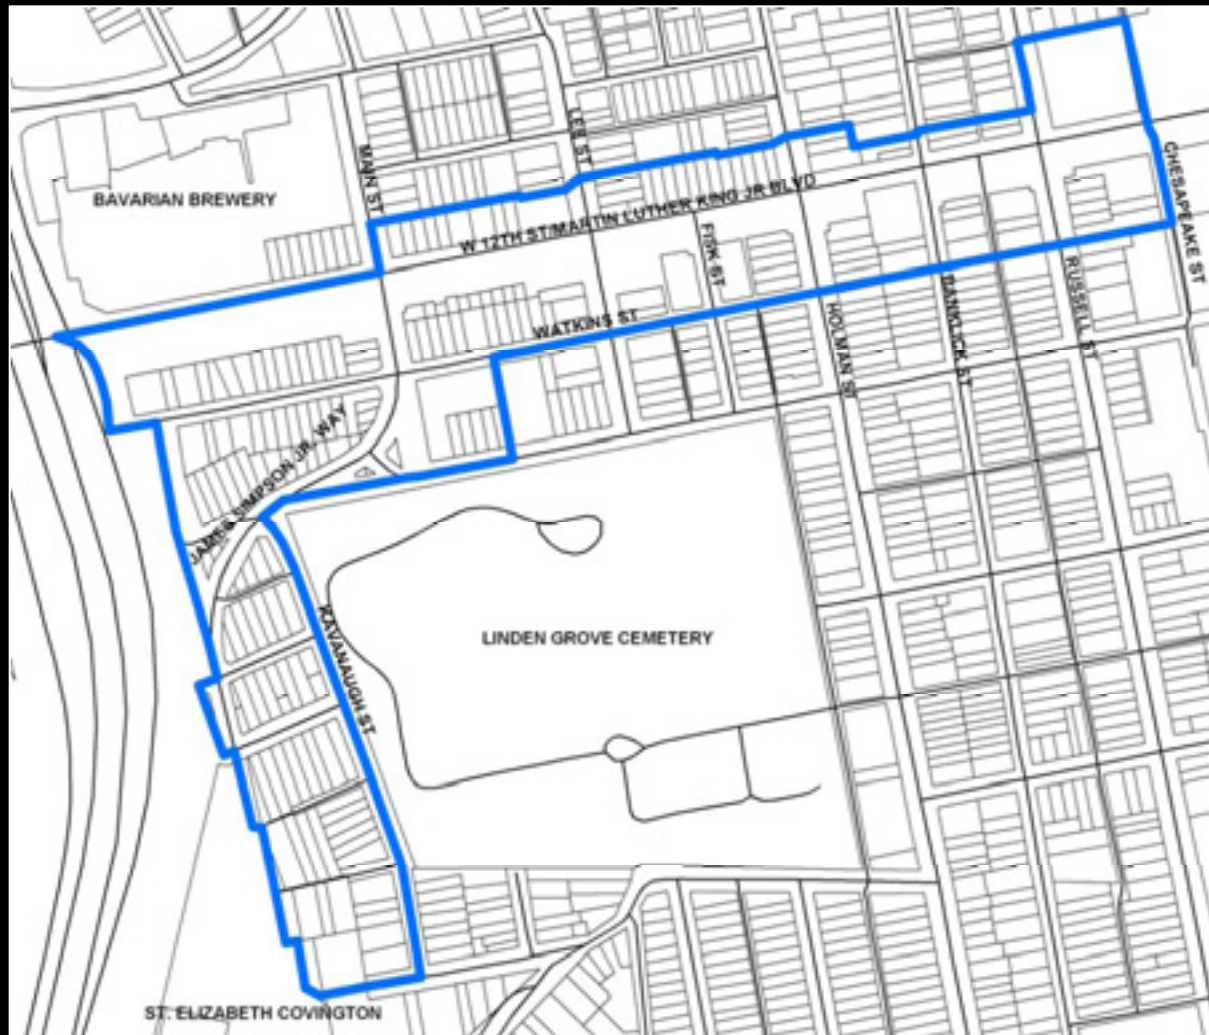 LEE ST
MAIN ST
CHESAPEAKE ST
BAVARIAN BREWERY
W 12TH ST/MARTIN LUTHER KING JR BLVD
FISK ST
RUSSELL ST
BANKLICK ST
HOLMAN ST
WATKINS ST
JAMES SIMPSON JR. WAY
KAVANAUGH ST
LINDEN GROVE CEMETERY
ST. ELIZABETH COVINGTON